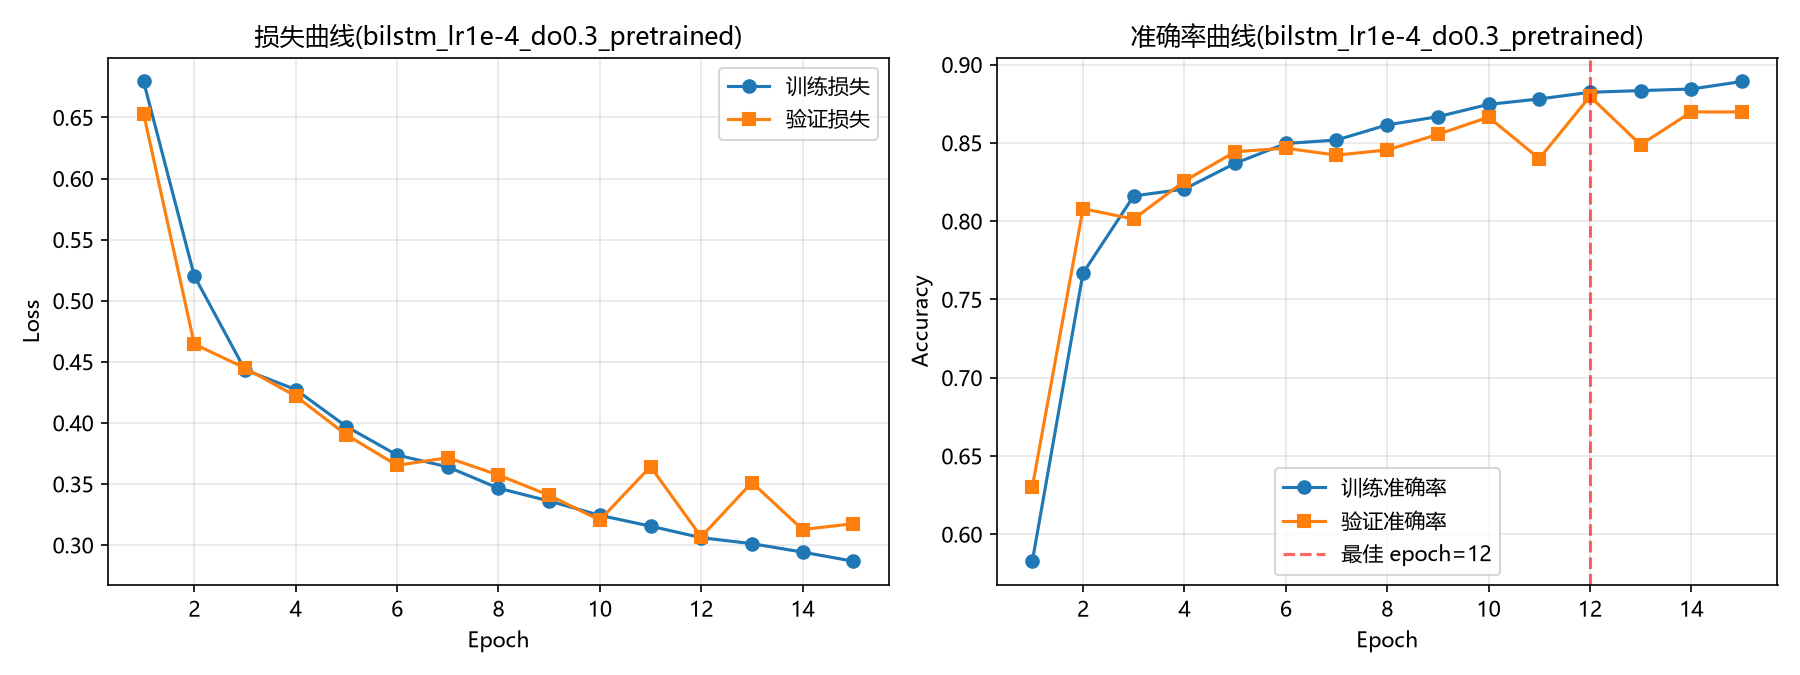 损失曲线(bilstm_lr1e-4_do0.3_pretrained)
训练损失
验证损失
0.65
0.60
0.55
0.50
0.45
0.40
0.35
0.30
Loss
2 4 6 8 10 12 14
Epoch
准确率曲线(bilstm_lr1e-4_do0.3_pretrained)
0.90
0.85
0.80
0.75
0.70
0.65
0.60
Accuracy
训练准确率
验证准确率
最佳 epoch=12
2 4 6 8 10 12 14
Epoch